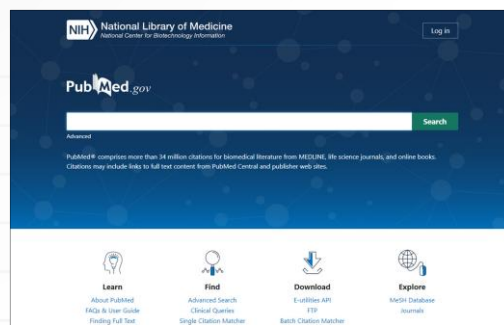 NIH National Library of Medicine
National Center for Biotechnology Information
Log in
PubMed.gov
Search
Advanced
PubMed® comprises more than 34 million citations for biomedical literature from MEDLINE, life science journals, and online books.
Citations may include links to full text content from PubMed Central and publisher web sites.
Learn
About PubMed
FAQs & User Guide
Finding Full Text
Find
Advanced Search
Clinical Queries
Single Citation Matcher
Download
E-utilities API
FTP
Batch Citation Matcher
Explore
MeSH Database
Journals